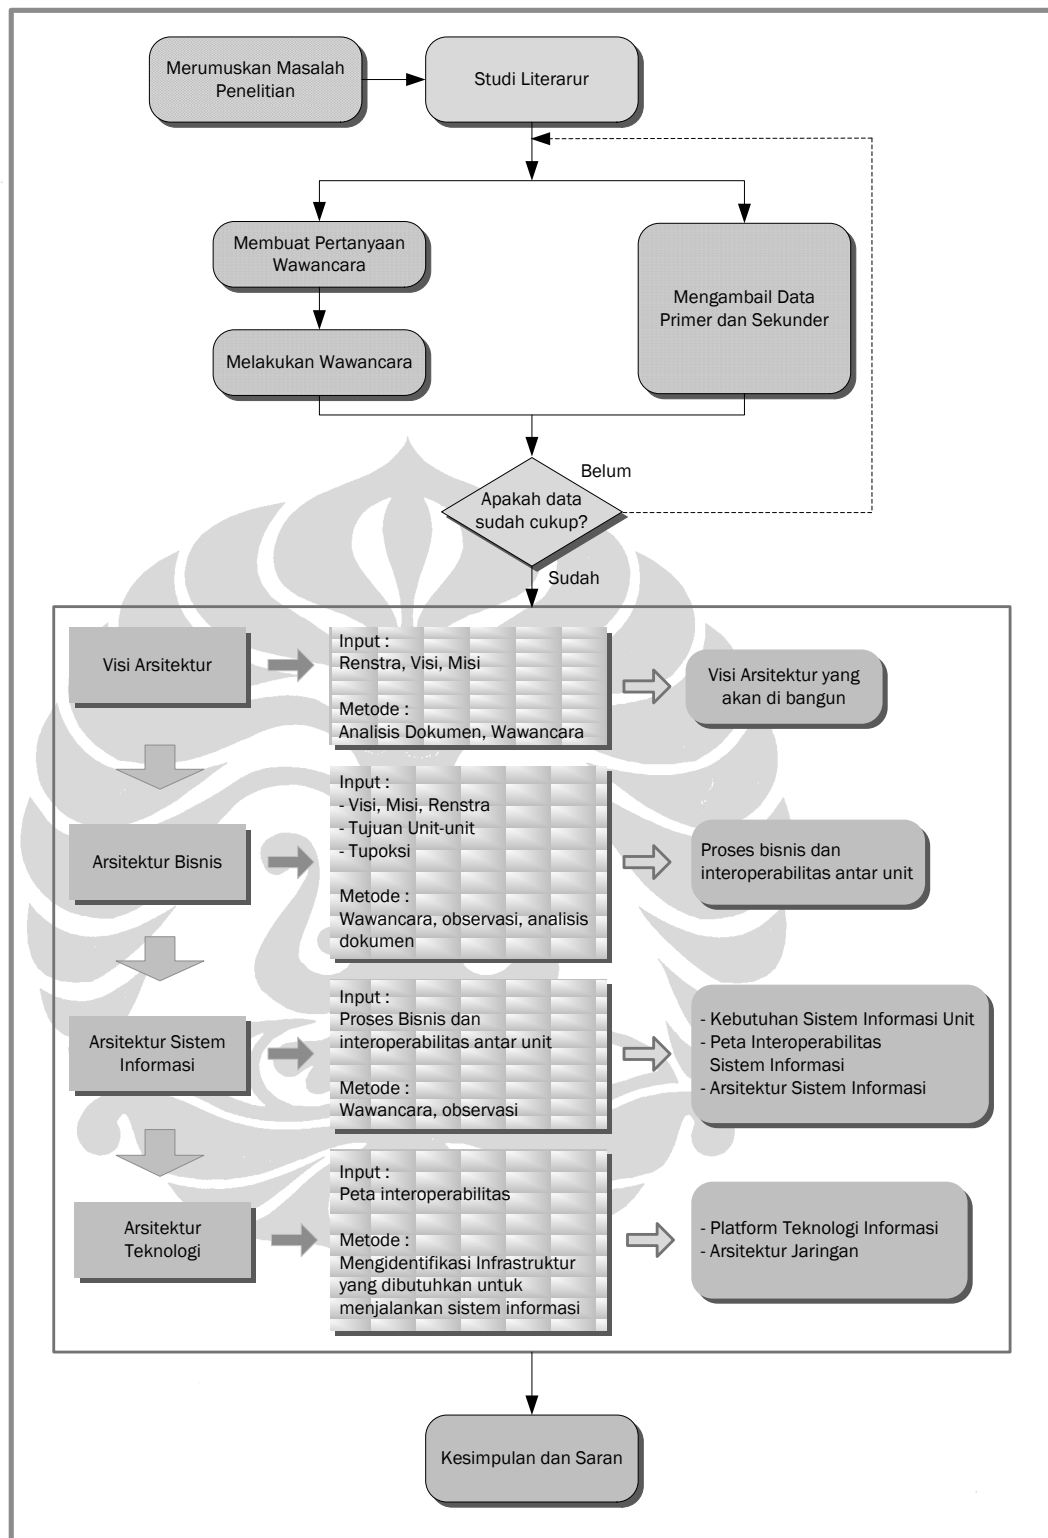 Merumuskan Masalah
Penelitian
Studi Literarur
Membuat Pertanyaan
Wawancara
Mengambail Data
Primer dan Sekunder
Melakukan Wawancara
Belum
Apakah data
sudah cukup?
Sudah
Visi Arsitektur
Input :
Renstra, Visi, Misi
Metode :
Analisis Dokumen, Wawancara
Visi Arsitektur yang
akan di bangun
Arsitektur Bisnis
Input :
- Visi, Misi, Renstra
- Tujuan Unit-unit
- Tupoksi
Metode :
Wawancara, observasi, analisis
dokumen
Proses bisnis dan
interoperabilitas antar unit
Arsitektur Sistem
Informasi
Input :
Proses Bisnis dan
interoperabilitas antar unit
Metode :
Wawancara, observasi
- Kebutuhan Sistem Informasi Unit
- Peta Interoperabilitas
Sistem Informasi
- Arsitektur Sistem Informasi
Arsitektur
Teknologi
Input :
Peta interoperabilitas
Metode :
Mengidentifikasi Infrastruktur
yang dibutuhkan untuk
menjalankan sistem informasi
- Platform Teknologi Informasi
- Arsitektur Jaringan
Kesimpulan dan Saran